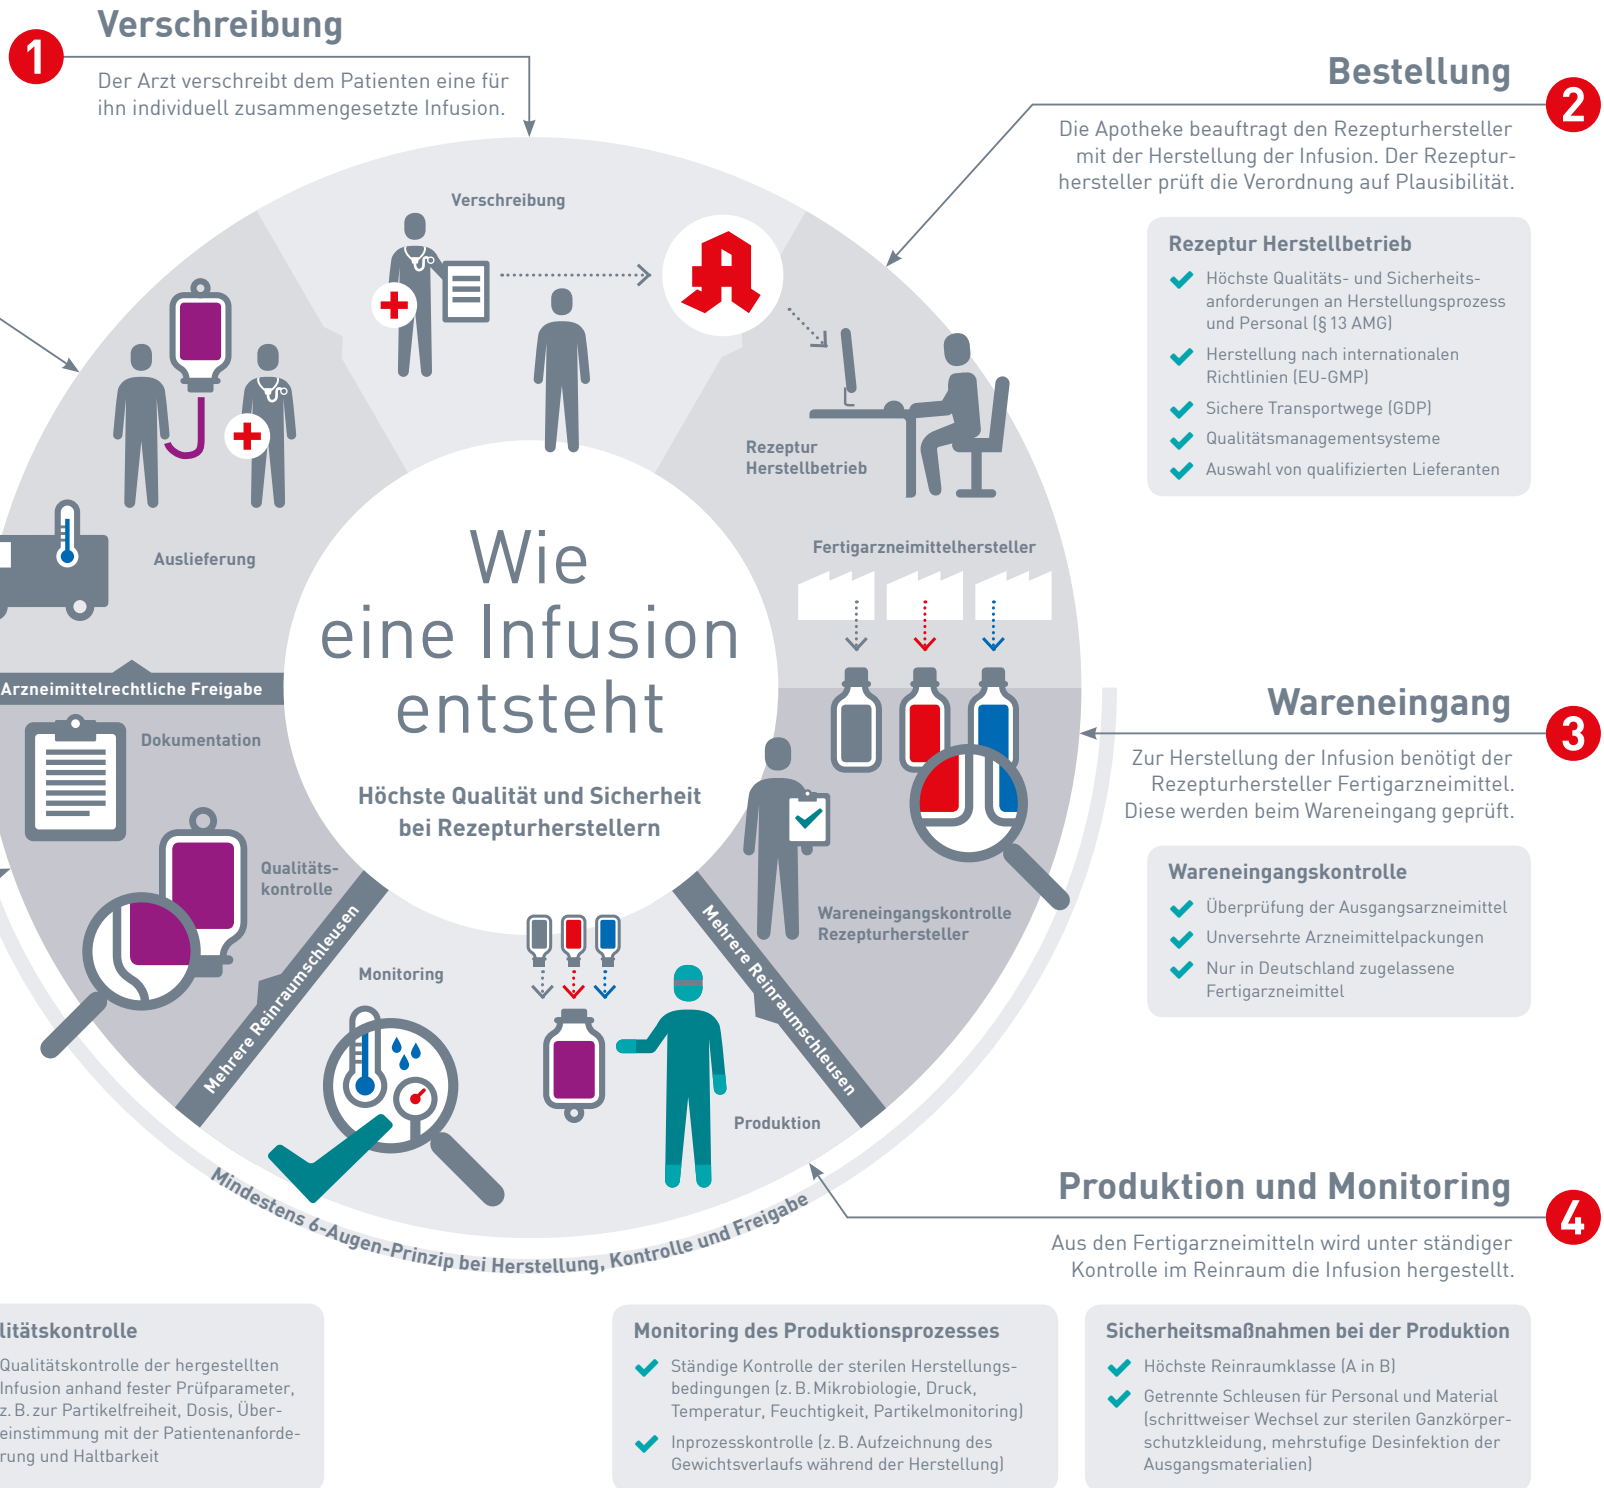 Verschreibung
1
Der Arzt verschreibt dem Patienten eine für
ihn individuell zusammengesetzte Infusion.
Bestellung
2
Die Apotheke beauftragt den Rezepturhersteller
mit der Herstellung der Infusion. Der Rezeptur-
hersteller prüft die Verordnung auf Plausibilität.
Rezeptur Herstellbetrieb
Höchste Qualitäts- und Sicherheits-
anforderungen an Herstellungsprozess
und Personal (§ 13 AMG)
Herstellung nach internationalen
Richtlinien (EU-GMP)
Sichere Transportwege (GDP)
Qualitätsmanagementsysteme
Auswahl von qualifizierten Lieferanten
Verschreibung
Rezeptur
Herstellbetrieb
Fertigarzneimittelhersteller
Auslieferung
Wie
eine Infusion
entsteht
Höchste Qualität und Sicherheit
bei Rezepturherstellern
Arzneimittelrechtliche Freigabe
Dokumentation
Qualitäts-
kontrolle
Mehrere Reinraumschleusen
Monitoring
Produktion
Mehrere Reinraumschleusen
Wareneingangskontrolle
Rezepturhersteller
Mindestens 6-Augen-Prinzip bei Herstellung, Kontrolle und Freigabe
Wareneingang
3
Zur Herstellung der Infusion benötigt der
Rezepturhersteller Fertigarzneimittel.
Diese werden beim Wareneingang geprüft.
Wareneingangskontrolle
Überprüfung der Ausgangsarzneimittel
Unversehrte Arzneimittelpackungen
Nur in Deutschland zugelassene
Fertigarzneimittel
Produktion und Monitoring
4
Aus den Fertigarzneimitteln wird unter ständiger
Kontrolle im Reinraum die Infusion hergestellt.
litätskontrolle
Qualitätskontrolle der hergestellten
Infusion anhand fester Prüfparameter,
z. B. zur Partikelfreiheit, Dosis, Über-
einstimmung mit der Patientenanforde-
rung und Haltbarkeit
Monitoring des Produktionsprozesses
Ständige Kontrolle der sterilen Herstellungs-
bedingungen (z. B. Mikrobiologie, Druck,
Temperatur, Feuchtigkeit, Partikelmonitoring)
Inprozesskontrolle (z. B. Aufzeichnung des
Gewichtsverlaufs während der Herstellung)
Sicherheitsmaßnahmen bei der Produktion
Höchste Reinraumklasse (A in B)
Getrennte Schleusen für Personal und Material
(schrittweiser Wechsel zur sterilen Ganzkörper-
schutzkleidung, mehrstufige Desinfektion der
Ausgangsmaterialien)